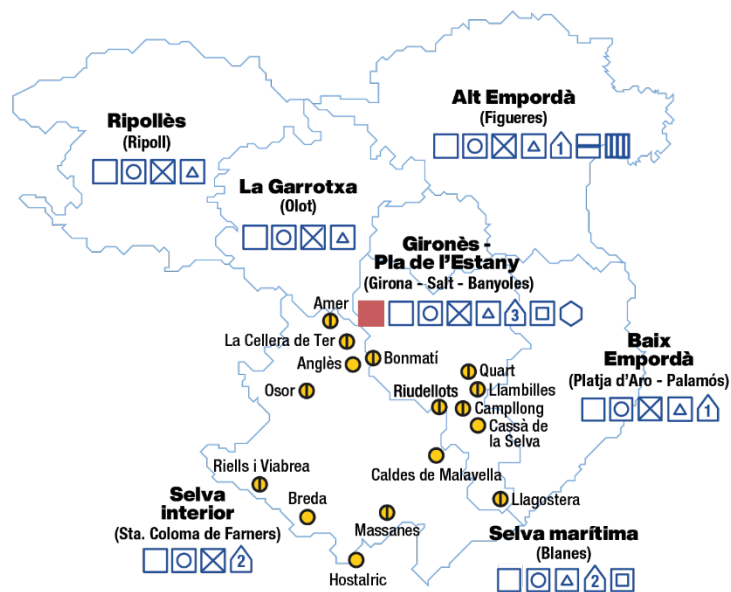 Alt Empordà
(Figueres)
1
Ripollès
(Ripoll)
La Garrotxa
(Olot)
Gironès -
Pla de l'Estany
(Girona - Salt - Banyoles)
3
Amer
La Cellera de Ter
Anglès
Bonmatí
Osor
Quart
Llambilles
Riudellots
Campllong
Cassà de
la Selva
Baix
Empordà
(Platja d'Aro - Palamós)
1
Caldes de Malavella
Riells i Viabrea
Breda
Massanes
Llagostera
Hostalric
Selva
interior
(Sta. Coloma de Farners)
2
Selva marítima
(Blanes)
2